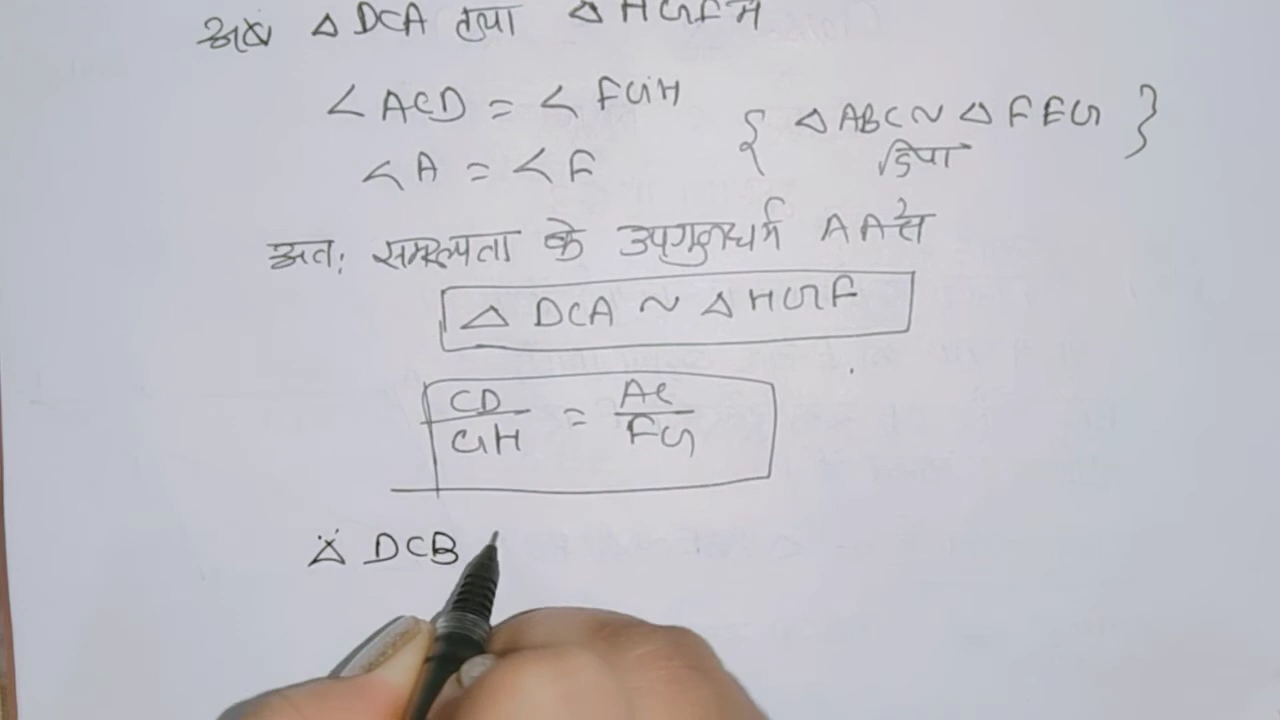 अब △ DCA तथा △ HGF में
< ACD = < FGH
< A = < F
{ △ ABC ~ △ FEG }
दिया
अतः समरूपता के उपगुणधर्म AA से
△ DCA ~ △ HGF
CD/GH = AC/FG
△ DCB